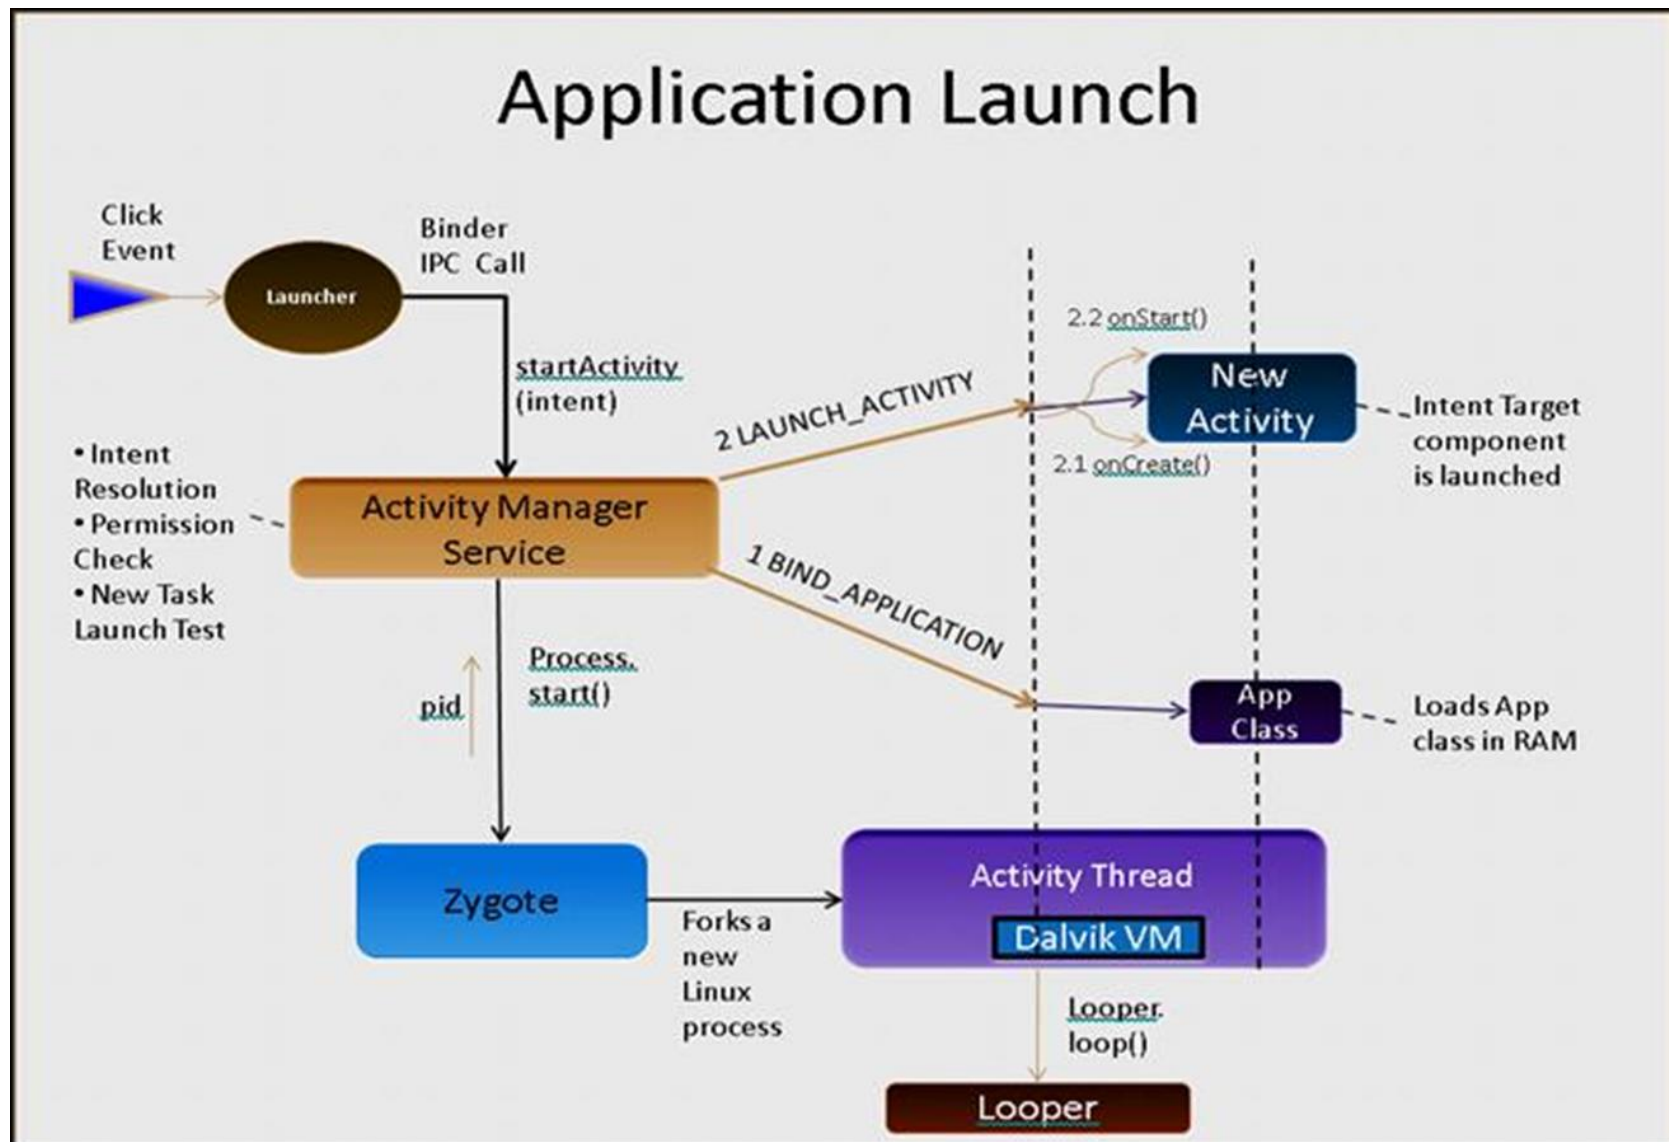 Application Launch
Click
Event
Binder
IPC Call
Launcher
startActivity
(intent)
2.2 onStart()
2 LAUNCH_ACTIVITY
New
Activity
2.1 onCreate()
Intent Target
component
is launched
• Intent
Resolution
• Permission
Check
• New Task
Launch Test
Activity Manager
Service
1 BIND_APPLICATION
Process.
start()
pid
App
Class
Loads App
class in RAM
Zygote
Forks a
new
Linux
process
Activity Thread
Dalvik VM
Looper.
loop()
Looper